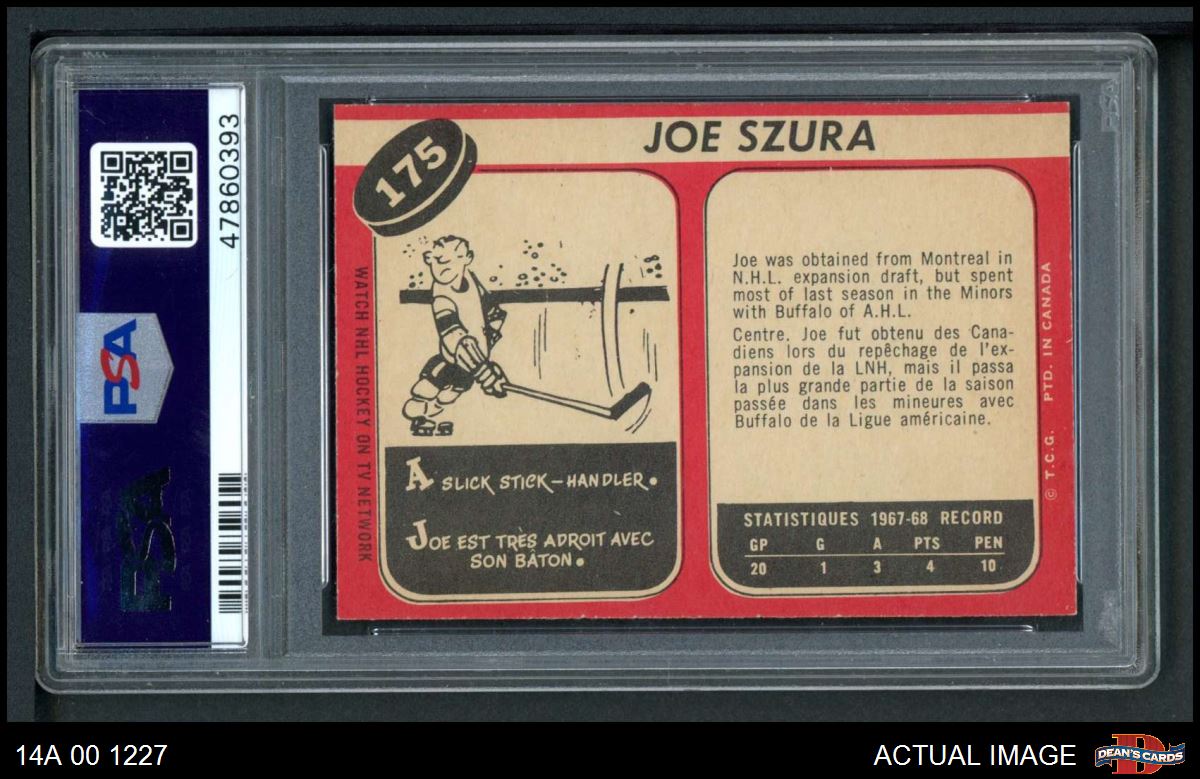 PSA
47860393
PSA
175
JOE SZURA
WATCH NHL HOCKEY ON TV NETWORK
A SLICK STICK-HANDLER.
JOE EST TRÈS ADROIT AVEC
SON BÂTON.
Joe was obtained from Montreal in
N.H.L. expansion draft, but spent
most of last season in the Minors
with Buffalo of A.H.L.
Centre. Joe fut obtenu des Cana-
diens lors du repêchage de l'ex-
pansion de la LNH, mais il passa
la plus grande partie de la saison
passée dans les mineures avec
Buffalo de la Ligue américaine.
STATISTIQUES 1967-68 RECORD
GP G A PTS PEN
20 1 3 4 10
© T.C.G. PTD. IN CANADA
14A 00 1227
ACTUAL IMAGE
DEAN'S CARDS